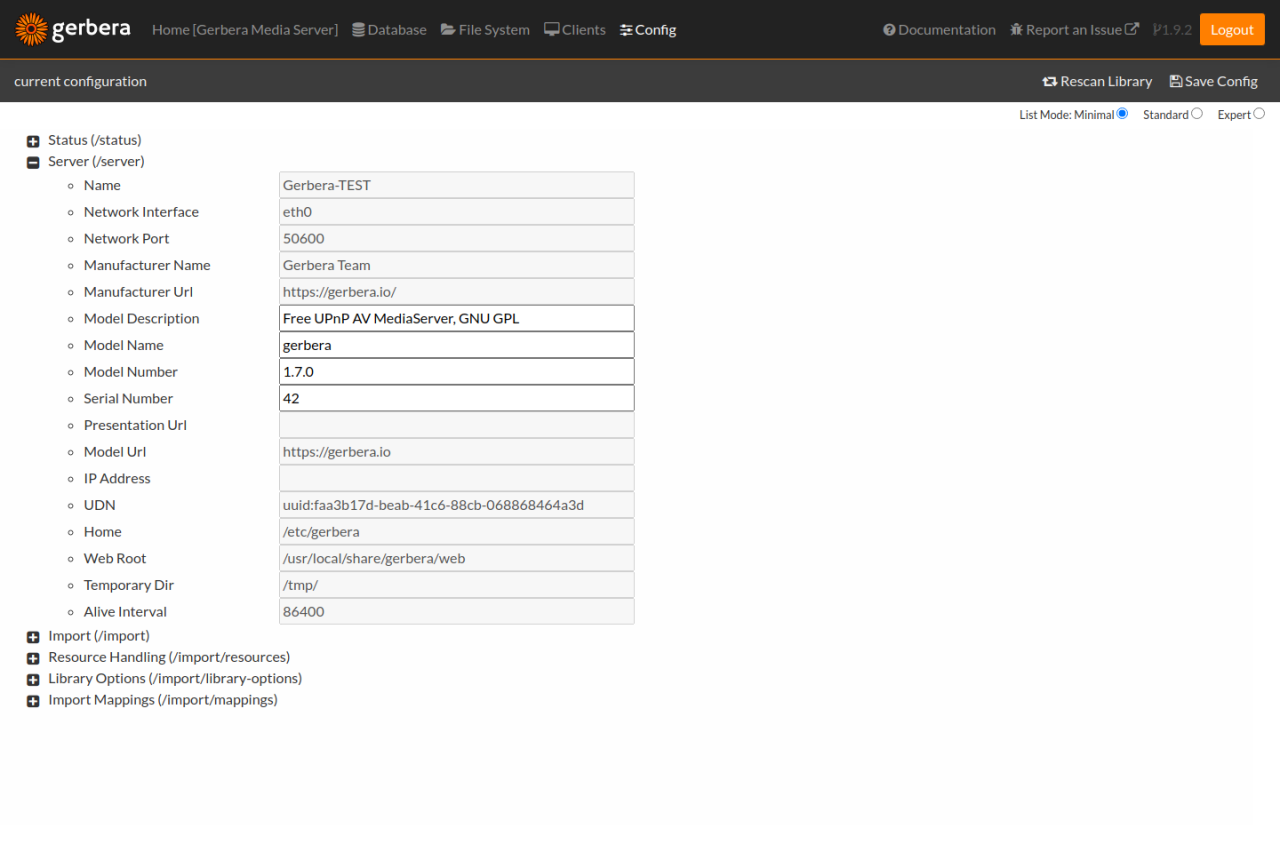 gerbera Home [Gerbera Media Server] Database File System Clients Config Documentation Report an Issue 1.9.2 Logout
current configuration Rescan Library Save Config
List Mode: Minimal Standard Expert
Status (/status)
Server (/server)
Name Gerbera-TEST
Network Interface eth0
Network Port 50600
Manufacturer Name Gerbera Team
Manufacturer Url https://gerbera.io/
Model Description Free UPnP AV MediaServer, GNU GPL
Model Name gerbera
Model Number 1.7.0
Serial Number 42
Presentation Url
Model Url https://gerbera.io
IP Address
UDN uuid:faa3b17d-beab-41c6-88cb-068868464a3d
Home /etc/gerbera
Web Root /usr/local/share/gerbera/web
Temporary Dir /tmp/
Alive Interval 86400
Import (/import)
Resource Handling (/import/resources)
Library Options (/import/library-options)
Import Mappings (/import/mappings)